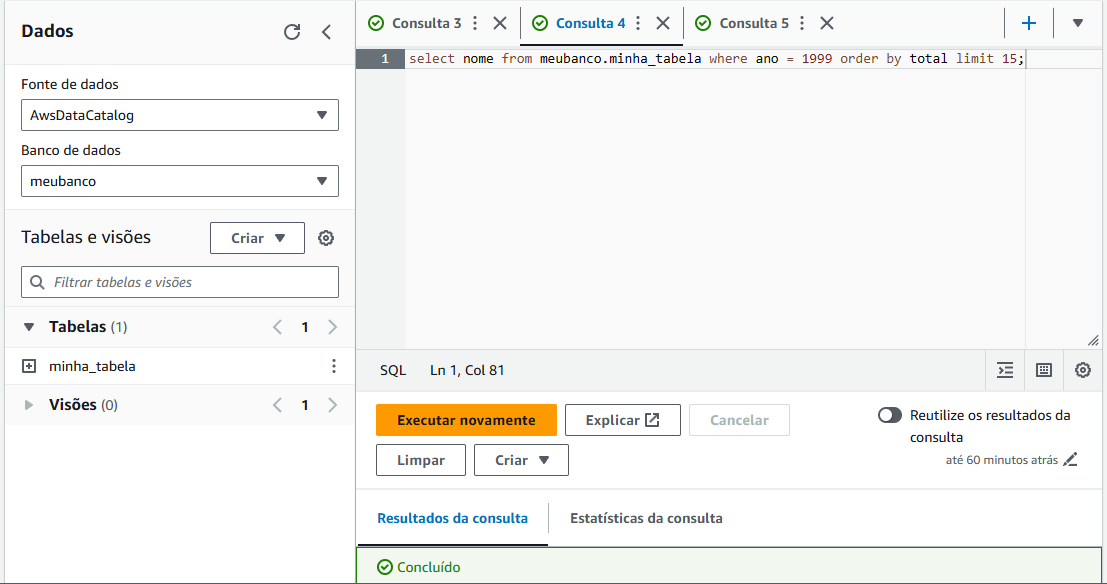 Dados
Fonte de dados
AwsDataCatalog
Banco de dados
meubanco
Tabelas e visões
Criar
Filtrar tabelas e visões
Tabelas (1)
1
minha_tabela
Visões (0)
1
Consulta 3
Consulta 4
Consulta 5
1 select nome from meubanco.minha_tabela where ano = 1999 order by total limit 15;
SQL Ln 1, Col 81
Executar novamente
Explicar
Cancelar
Limpar
Criar
Reutilize os resultados da
consulta
até 60 minutos atrás
Resultados da consulta
Estatísticas da consulta
Concluído